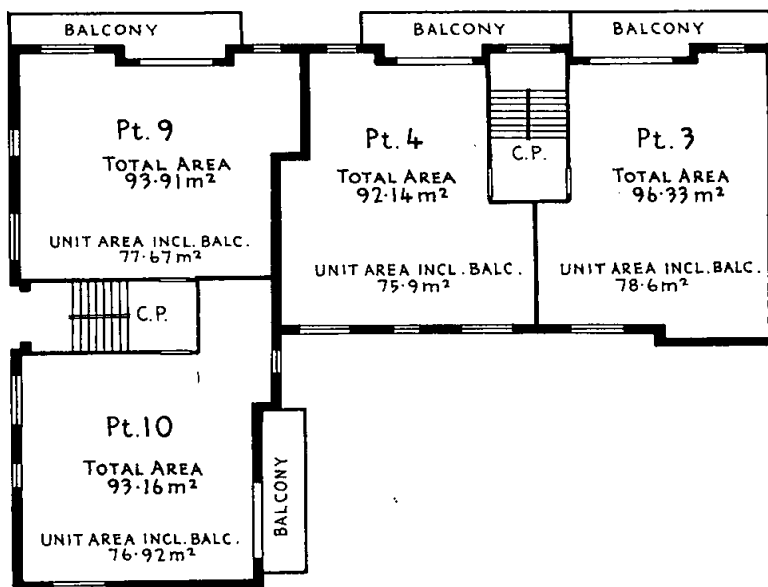 BALCONY
BALCONY
BALCONY
Pt. 9
TOTAL AREA
93.91m²
UNIT AREA INCL. BALC.
77.67m²
Pt. 4
TOTAL AREA
92.14m²
UNIT AREA INCL. BALC.
75.9m²
C.P.
Pt. 3
TOTAL AREA
96.33m²
UNIT AREA INCL. BALC.
78.6m²
C.P.
Pt.10
TOTAL AREA
93.16m²
UNIT AREA INCL. BALC.
76.92m²
BALCONY